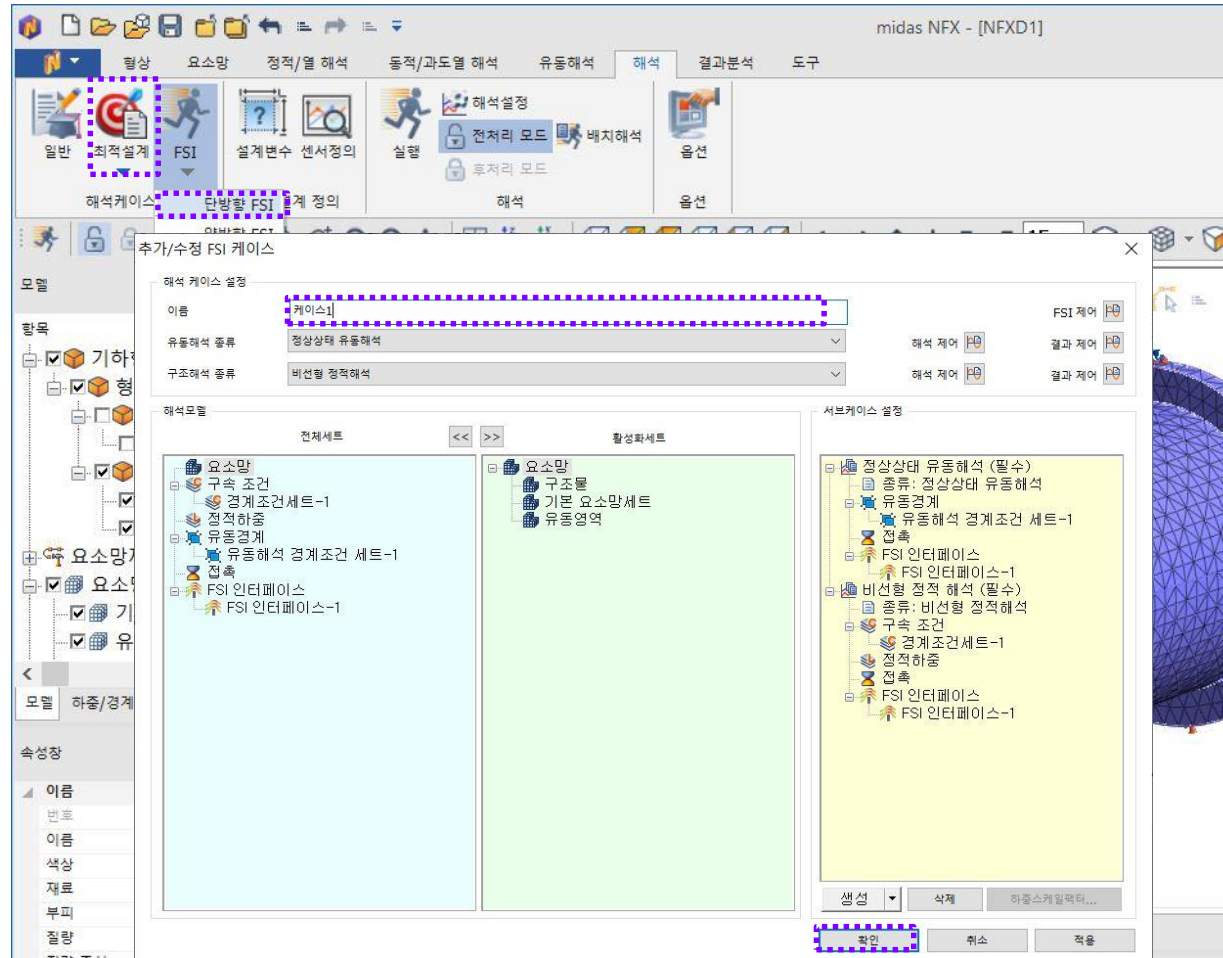 midas NFX - [NFXD1]
형상 요소망 정적/열 해석 동적/과도열 해석 유동해석 해석 결과분석 도구
일반 최적설계 FSI 설계변수 센서정의 실행 해석설정 전처리 모드 후처리 모드 배치해석 옵션
해석케이스 단방향 FSI 계 정의 해석 옵션
추가/수정 FSI 케이스
모델
해석 케이스 설정
이름 케이스1 FSI 제어
항목
유동해석 종류 정상상태 유동해석 해석 제어 결과 제어
구조해석 종류 비선형 정적해석 해석 제어 결과 제어
기하
형
요소망
요소
기
유
모델 하중/경계
해석모델
전체세트 << >> 활성화세트
요소망
구속 조건
경계조건세트-1
정적하중
유동경계
유동해석 경계조건 세트-1
접촉
FSI 인터페이스
FSI 인터페이스-1
요소망
구조물
기본 요소망세트
유동영역
서브케이스 설정
정상상태 유동해석 (필수)
종류: 정상상태 유동해석
유동경계
유동해석 경계조건 세트-1
접촉
FSI 인터페이스
FSI 인터페이스-1
비선형 정적 해석 (필수)
종류: 비선형 정적해석
구속 조건
경계조건세트-1
정적하중
접촉
FSI 인터페이스
FSI 인터페이스-1
속성창
이름
번호
이름
색상
재료
부피
질량
생성 삭제 하중스케일팩터...
확인 취소 적용